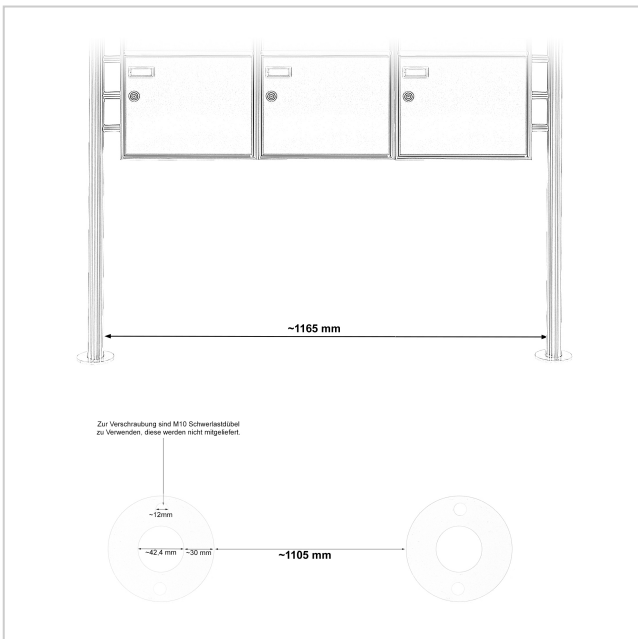 ~1165 mm
Zur Verschraubung sind M10 Schwerlastdübel
zu Verwenden, diese werden nicht mitgeliefert.
~12mm
~42.4 mm
~30 mm
~1105 mm